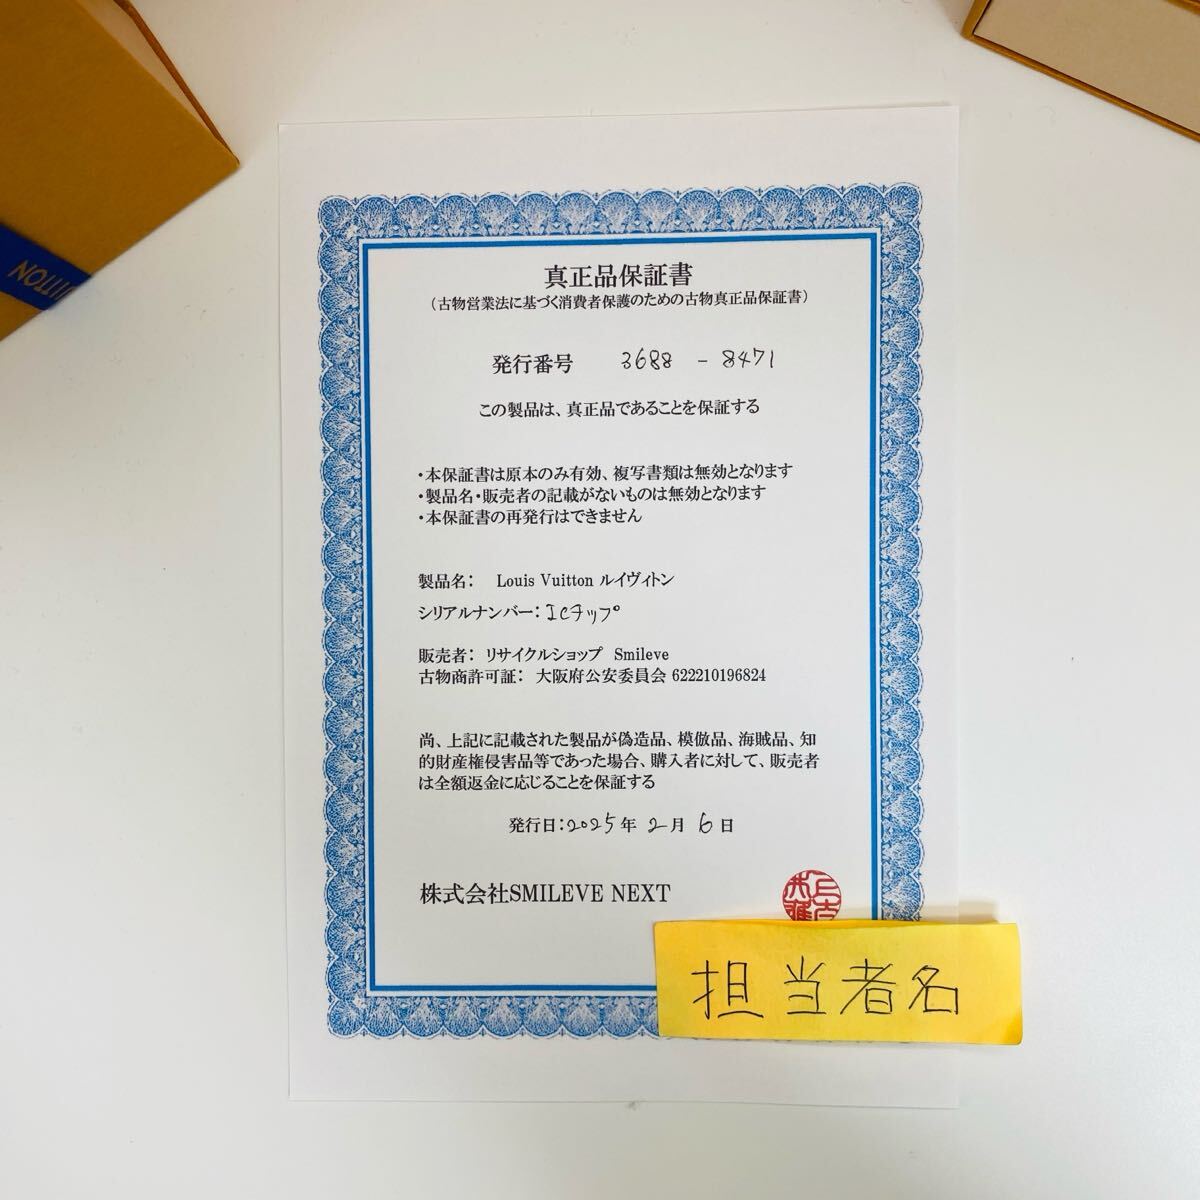 真正品保証書
（古物営業法に基づく消費者保護のための古物真正品保証書）
発行番号 3688 - 8471
この製品は、真正品であることを保証する
・本保証書は原本のみ有効、複写書類は無効となります
・製品名・販売者の記載がないものは無効となります
・本保証書の再発行はできません
製品名： Louis Vuitton ルイヴィトン
シリアルナンバー：ICチップ
販売者： リサイクルショップ Smileve
古物商許可証： 大阪府公安委員会 622210196824
尚、上記に記載された製品が偽造品、模倣品、海賊品、知
的財産権侵害品等であった場合、購入者に対して、販売者
は全額返金に応じることを保証する
発行日：2025年 2月 6日
株式会社SMILEVE NEXT
担当者名